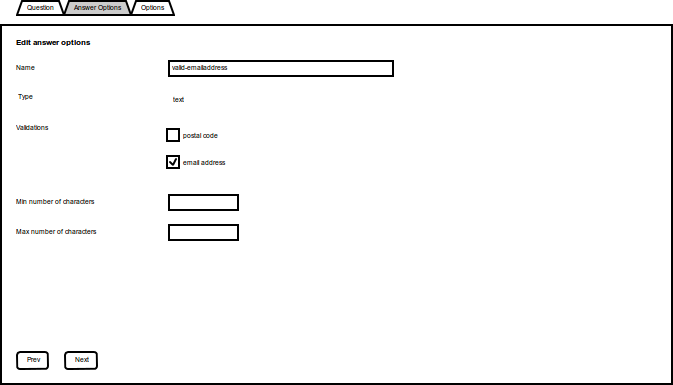 Question Answer Options Options
Edit answer options
Name valid-emailaddress
Type text
Validations postal code
email address
Min number of characters
Max number of characters
Prev Next